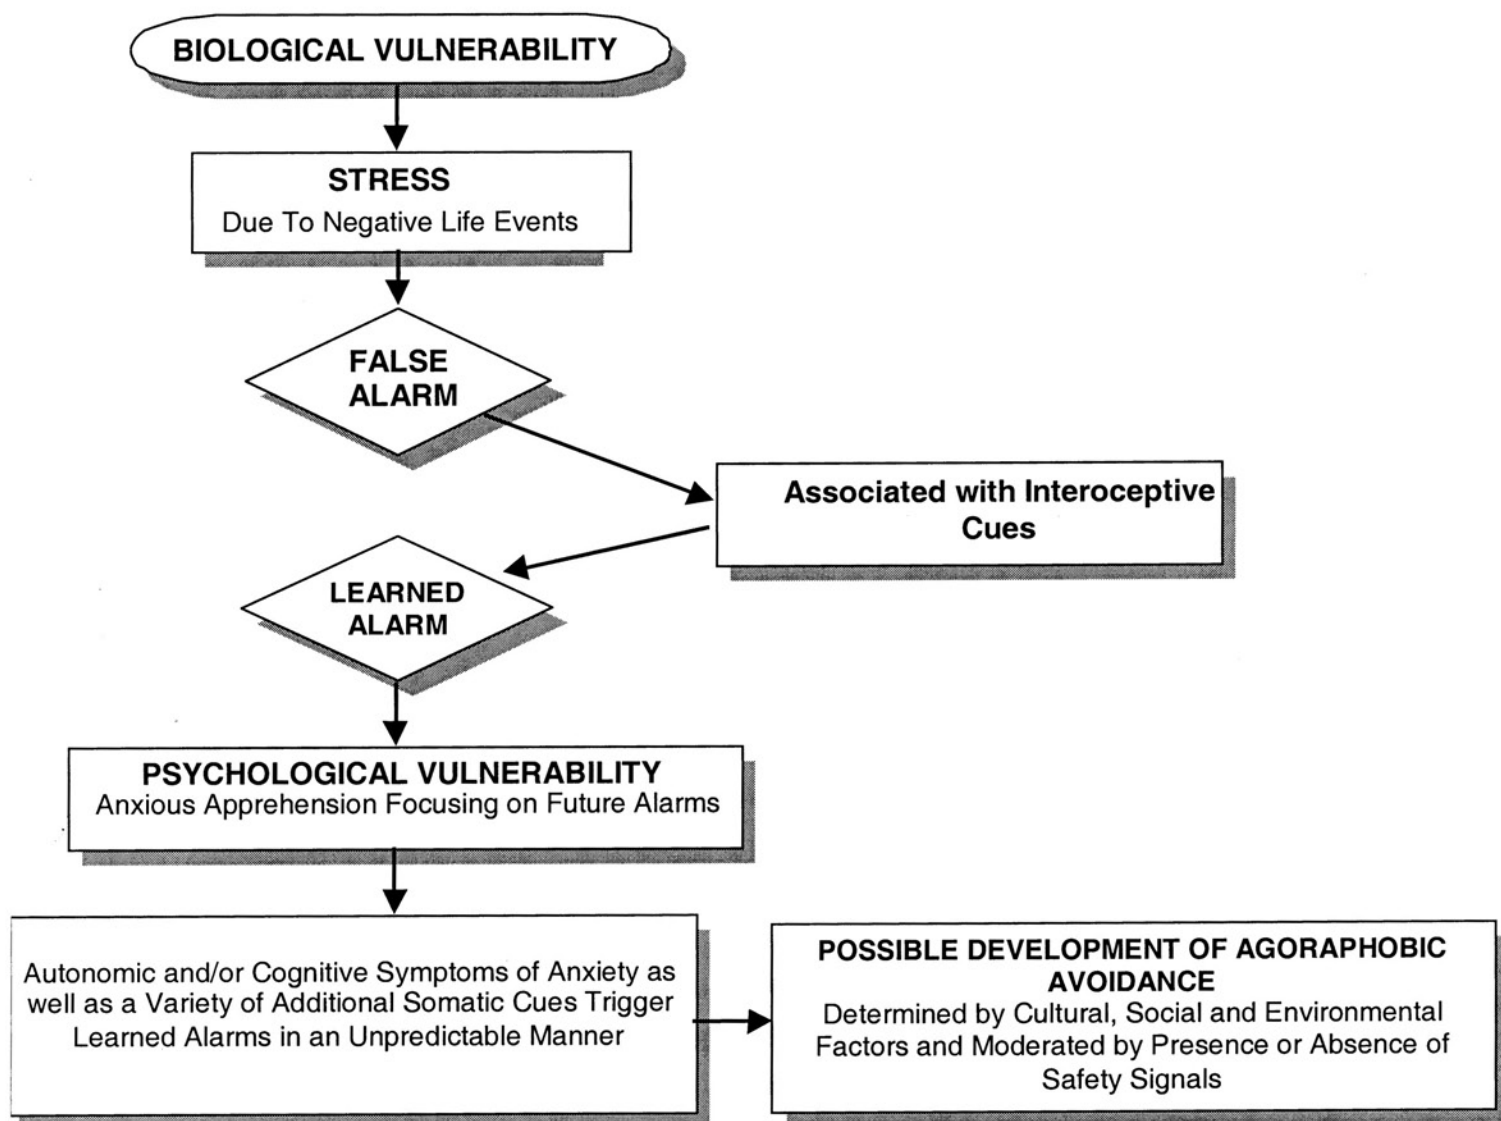 BIOLOGICAL VULNERABILITY
STRESS
Due To Negative Life Events
FALSE
ALARM
Associated with Interoceptive
Cues
LEARNED
ALARM
PSYCHOLOGICAL VULNERABILITY
Anxious Apprehension Focusing on Future Alarms
Autonomic and/or Cognitive Symptoms of Anxiety as
well as a Variety of Additional Somatic Cues Trigger
Learned Alarms in an Unpredictable Manner
POSSIBLE DEVELOPMENT OF AGORAPHOBIC
AVOIDANCE
Determined by Cultural, Social and Environmental
Factors and Moderated by Presence or Absence of
Safety Signals